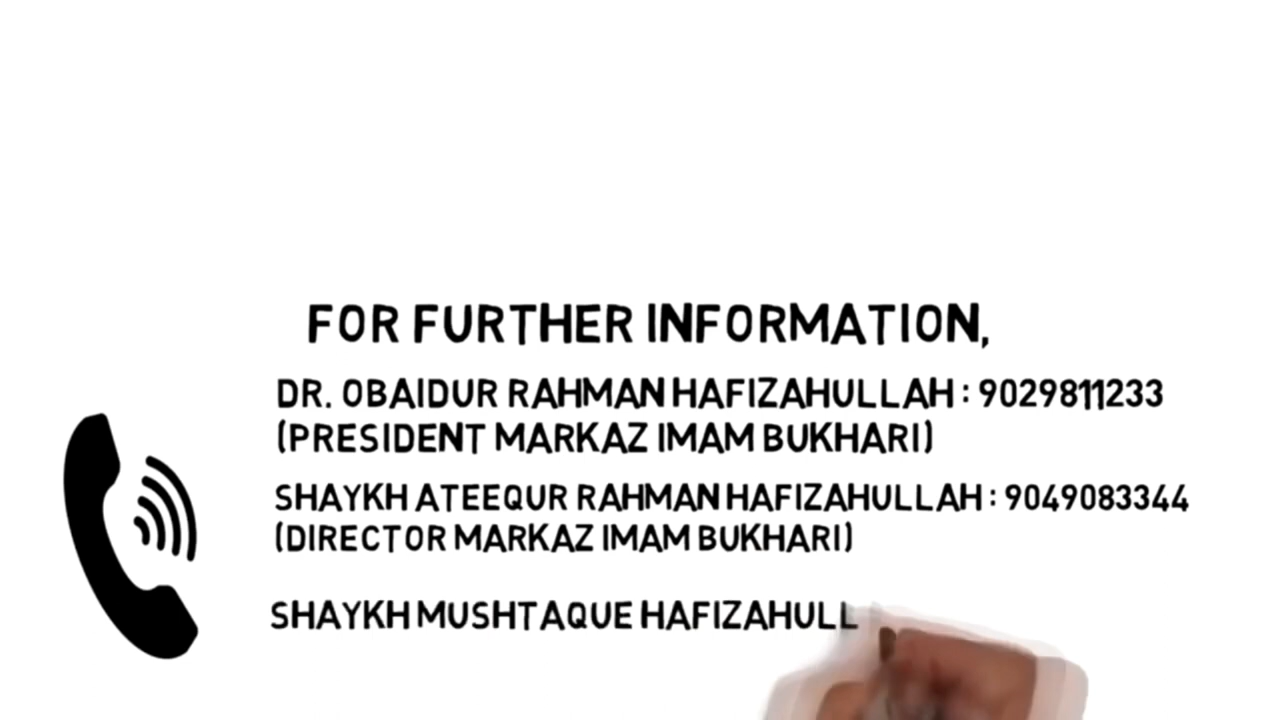 FOR FURTHER INFORMATION,
DR. OBAIDUR RAHMAN HAFIZAHULLAH : 9029811233
(PRESIDENT MARKAZ IMAM BUKHARI)
SHAYKH ATEEQUR RAHMAN HAFIZAHULLAH : 9049083344
(DIRECTOR MARKAZ IMAM BUKHARI)
SHAYKH MUSHTAQUE HAFIZAHULL